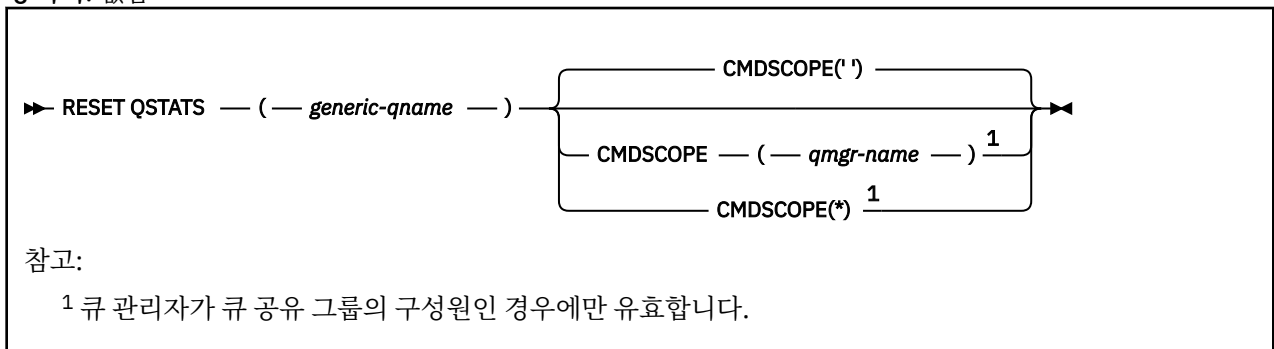 CMDSCOPE(' ')
RESET QSTATS — ( — generic-qname — )
CMDSCOPE — ( — qmgr-name — ) 1
CMDSCOPE(*) 1
참고:
1 큐 관리자가 큐 공유 그룹의 구성원인 경우에만 유효합니다.